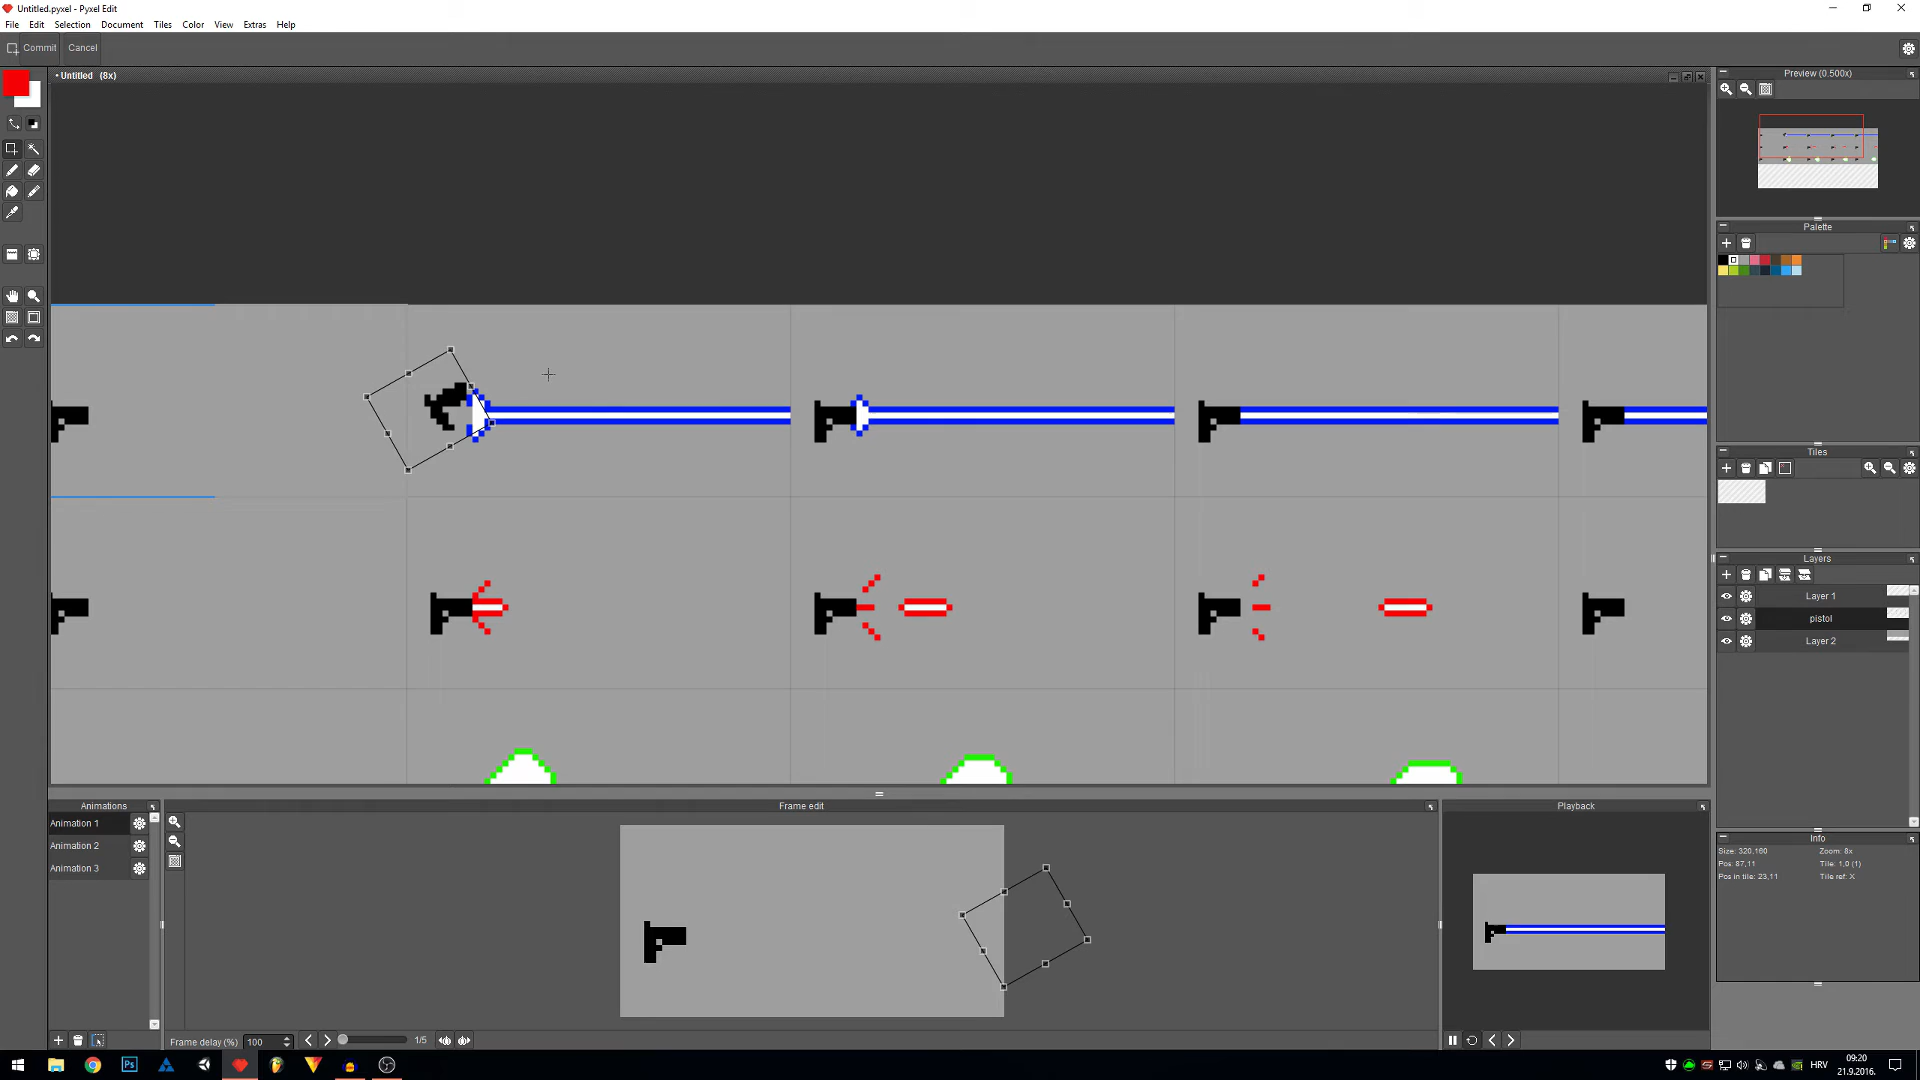 Untitled.pyxel - Pyxel Edit
File Edit Selection Document Tiles Color View Extras Help
Commit Cancel
• Untitled (8x)
Preview (0.500x)
Palette
Tiles
Layers
Layer 1
pistol
Layer 2
Animations
Frame edit
Playback
Animation 1
Animation 2
Animation 3
Info
Size: 320,160 Zoom: 8x
Pos: 87,11 Tile: 1,0 (1)
Pos in tile: 23,11 Tile ref: X
Frame delay (%) 100 1/5
HRV
09:20
21.9.2016.